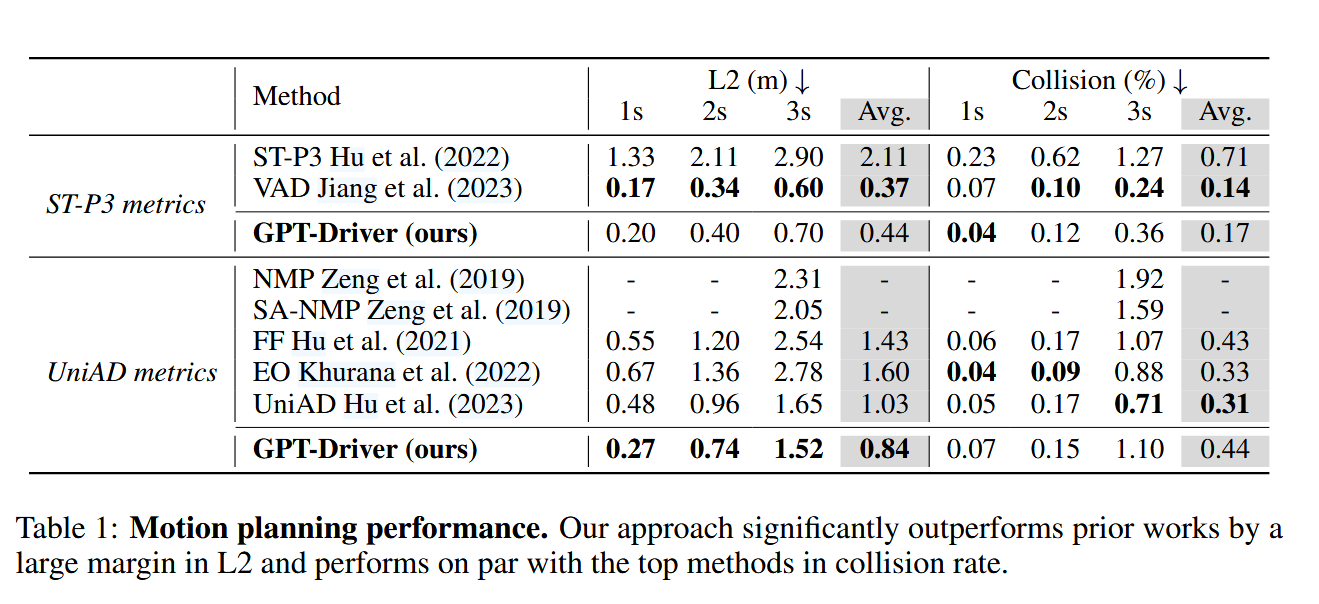 Method L2 (m) ↓ Collision (%) ↓
1s 2s 3s Avg. 1s 2s 3s Avg.
ST-P3 metrics
ST-P3 Hu et al. (2022) 1.33 2.11 2.90 2.11 0.23 0.62 1.27 0.71
VAD Jiang et al. (2023) 0.17 0.34 0.60 0.37 0.07 0.10 0.24 0.14
GPT-Driver (ours) 0.20 0.40 0.70 0.44 0.04 0.12 0.36 0.17
UniAD metrics
NMP Zeng et al. (2019) - - 2.31 - - - 1.92 -
SA-NMP Zeng et al. (2019) - - 2.05 - - - 1.59 -
FF Hu et al. (2021) 0.55 1.20 2.54 1.43 0.06 0.17 1.07 0.43
EO Khurana et al. (2022) 0.67 1.36 2.78 1.60 0.04 0.09 0.88 0.33
UniAD Hu et al. (2023) 0.48 0.96 1.65 1.03 0.05 0.17 0.71 0.31
GPT-Driver (ours) 0.27 0.74 1.52 0.84 0.07 0.15 1.10 0.44
Table 1: Motion planning performance. Our approach significantly outperforms prior works by a
large margin in L2 and performs on par with the top methods in collision rate.